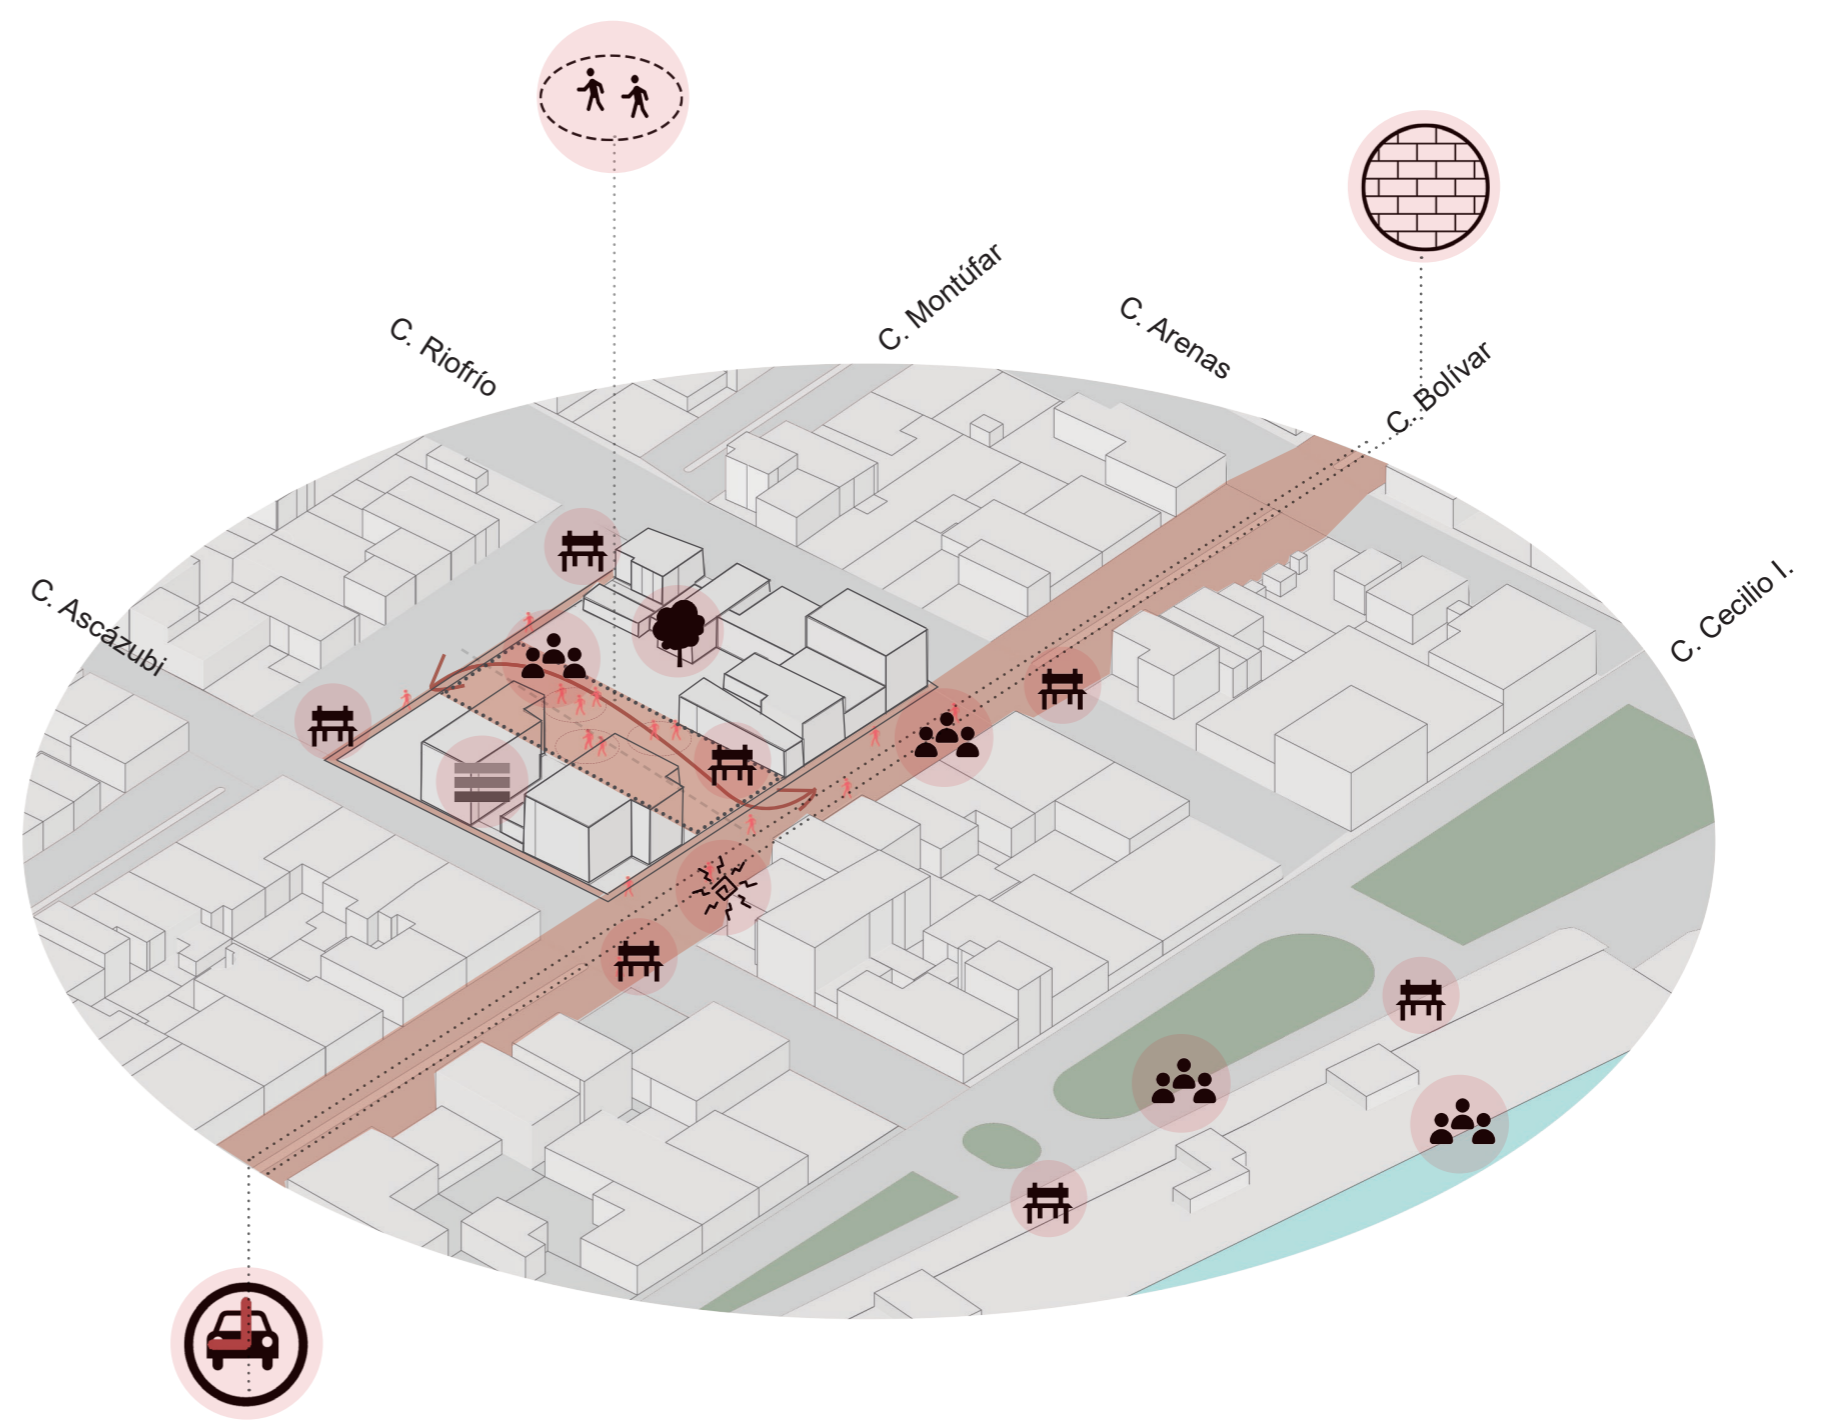 C. Montúfar
C. Arenas
C. Riofrío
C. Bolívar
C. Cecilio I.
C. Ascázubi